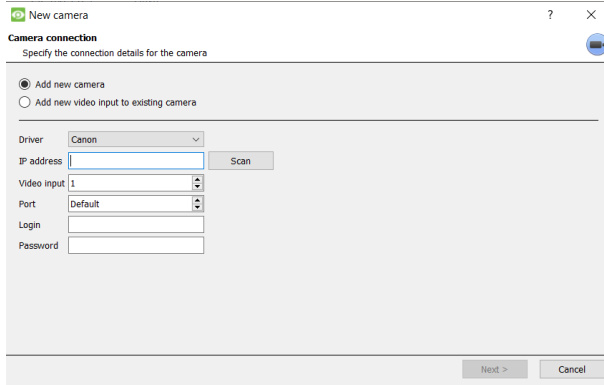 New camera ?
Camera connection
Specify the connection details for the camera
Add new camera
Add new video input to existing camera
Driver Canon
IP address Scan
Video input 1
Port Default
Login
Password
Next > Cancel